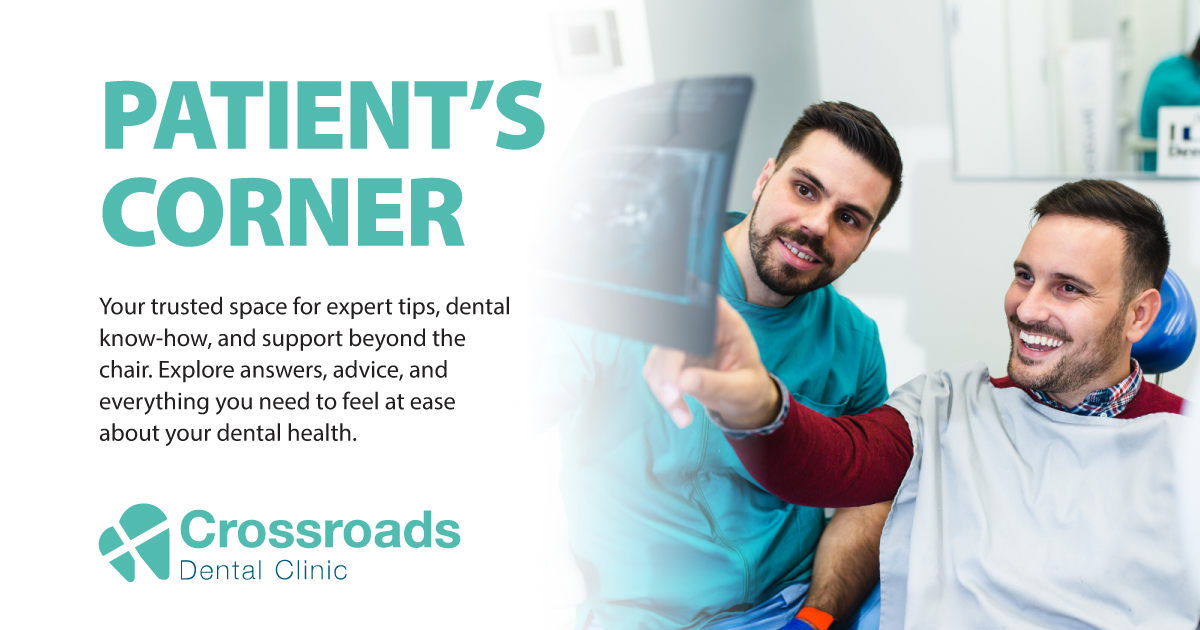 PATIENT’S
CORNER
Your trusted space for expert tips, dental
know-how, and support beyond the
chair. Explore answers, advice, and
everything you need to feel at ease
about your dental health.
Crossroads
Dental Clinic